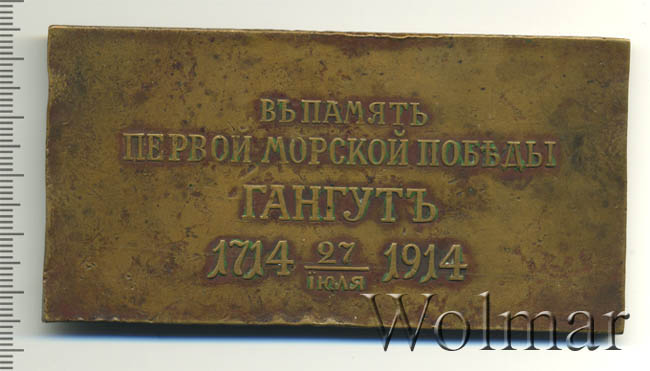 ВЪ ПАМЯТЬ
ПЕРВОЙ МОРСКОЙ ПОБѢДЫ
ГАНГУТЪ
1714 27 1914
іюля
Wolmar